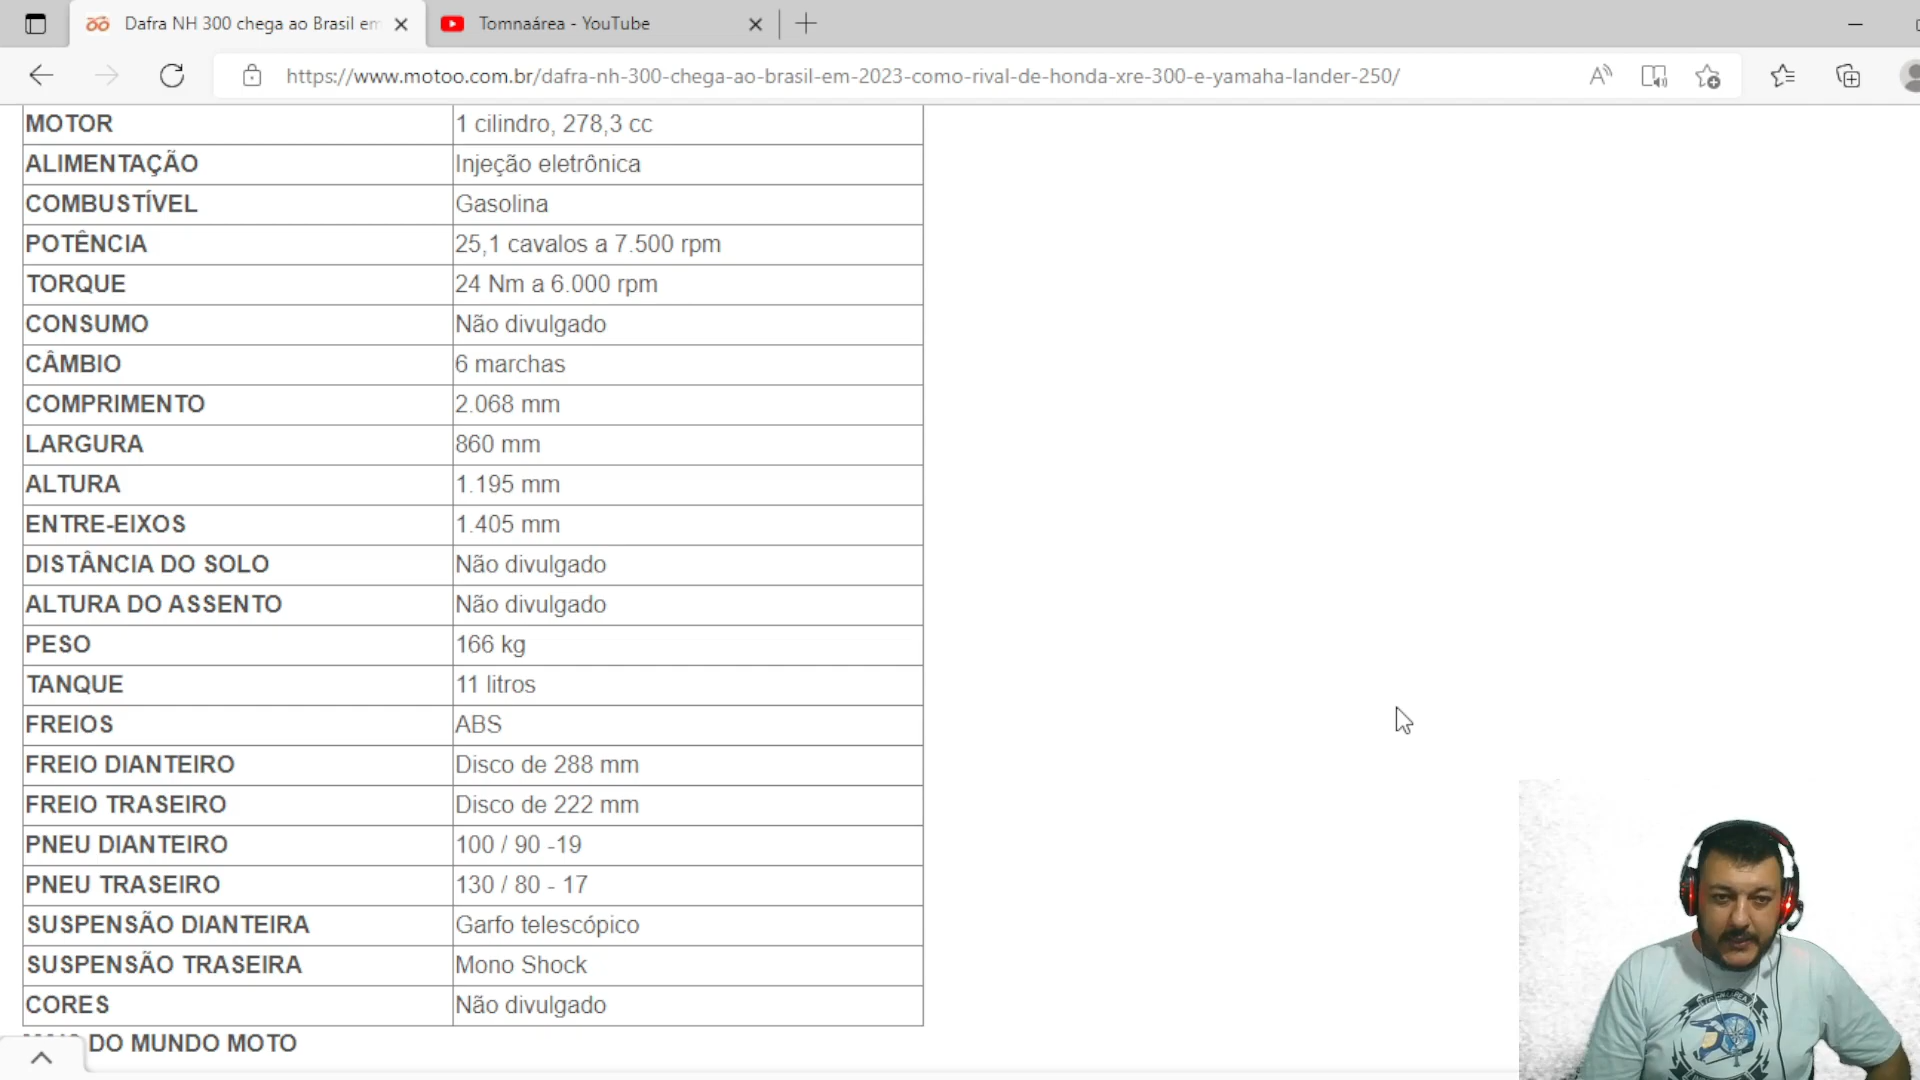 Dafra NH 300 chega ao Brasil em
Tomnaárea - YouTube
https://www.motoo.com.br/dafra-nh-300-chega-ao-brasil-em-2023-como-rival-de-honda-xre-300-e-yamaha-lander-250/
MOTOR 1 cilindro, 278,3 cc
ALIMENTAÇÃO Injeção eletrônica
COMBUSTÍVEL Gasolina
POTÊNCIA 25,1 cavalos a 7.500 rpm
TORQUE 24 Nm a 6.000 rpm
CONSUMO Não divulgado
CÂMBIO 6 marchas
COMPRIMENTO 2.068 mm
LARGURA 860 mm
ALTURA 1.195 mm
ENTRE-EIXOS 1.405 mm
DISTÂNCIA DO SOLO Não divulgado
ALTURA DO ASSENTO Não divulgado
PESO 166 kg
TANQUE 11 litros
FREIOS ABS
FREIO DIANTEIRO Disco de 288 mm
FREIO TRASEIRO Disco de 222 mm
PNEU DIANTEIRO 100 / 90 -19
PNEU TRASEIRO 130 / 80 - 17
SUSPENSÃO DIANTEIRA Garfo telescópico
SUSPENSÃO TRASEIRA Mono Shock
CORES Não divulgado
DO MUNDO MOTO